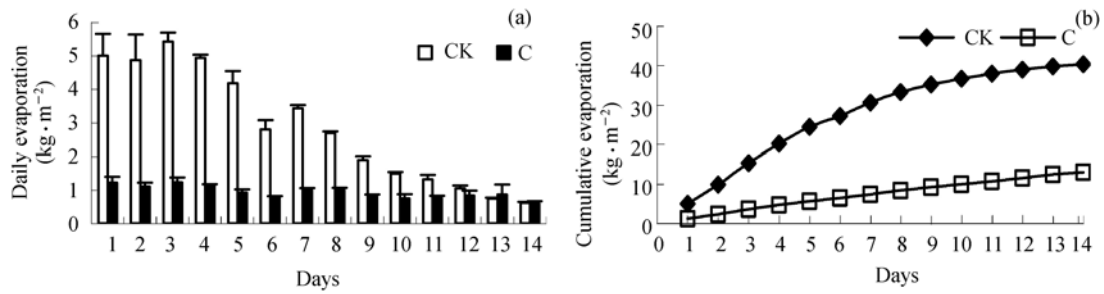 (a)
CK C
Daily evaporation
(kg·m⁻²)
6
5
4
3
2
1
0
1 2 3 4 5 6 7 8 9 10 11 12 13 14
Days
(b)
CK C
Cumulative evaporation
(kg·m⁻²)
50
40
30
20
10
0
0 1 2 3 4 5 6 7 8 9 10 11 12 13 14
Days